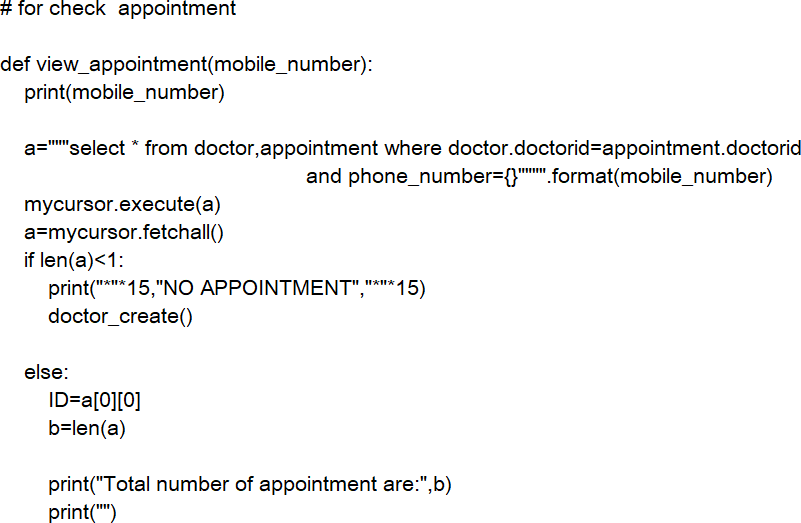 # for check  appointment
def view_appointment(mobile_number):
print(mobile_number)
a="""select * from doctor,appointment where doctor.doctorid=appointment.doctorid
and phone_number={}"""".format(mobile_number)
mycursor.execute(a)
a=mycursor.fetchall()
if len(a)<1:
print("*"*15,"NO APPOINTMENT","*"*15)
doctor_create()
else:
ID=a[0][0]
b=len(a)
print("Total number of appointment are:",b)
print("")